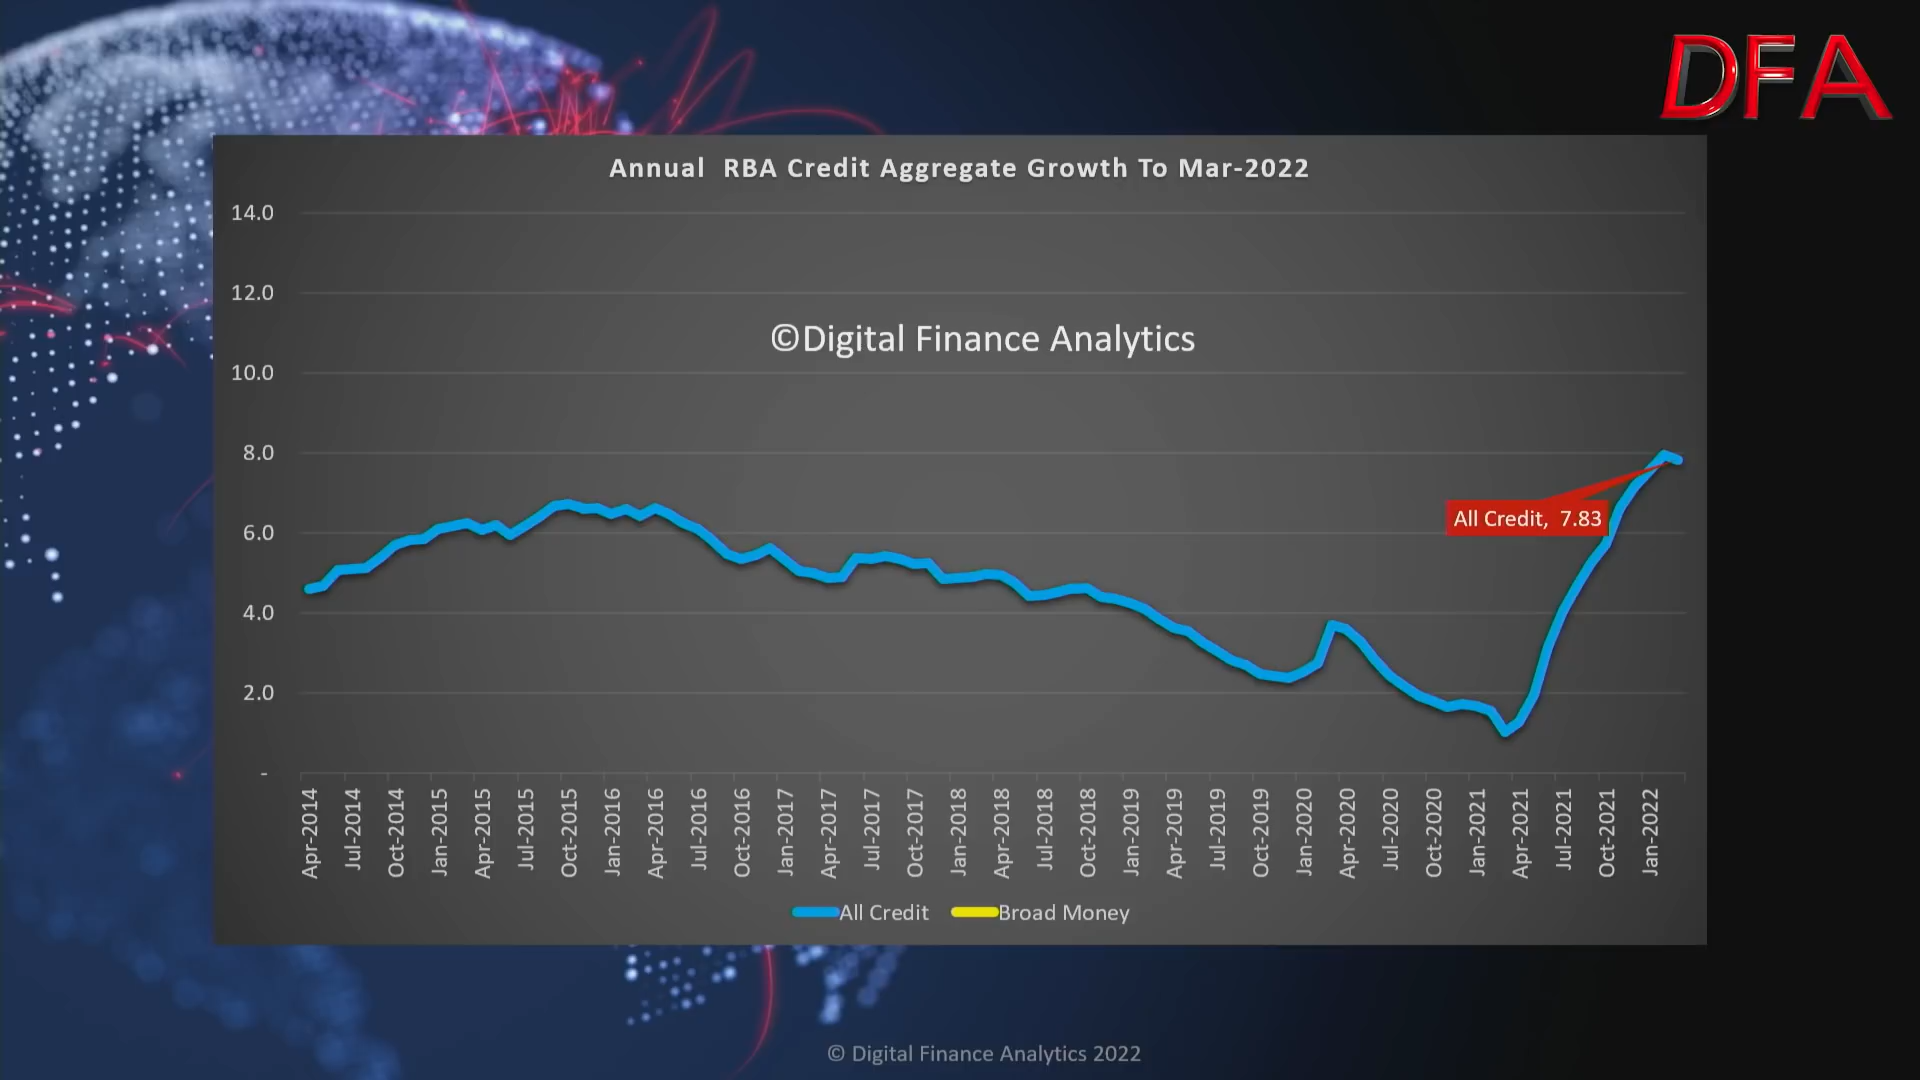 DFA
Annual RBA Credit Aggregate Growth To Mar-2022
14.0
12.0
©Digital Finance Analytics
10.0
8.0
All Credit, 7.83
6.0
4.0
2.0
-
Apr-2014 Jul-2014 Oct-2014 Jan-2015 Apr-2015 Jul-2015 Oct-2015 Jan-2016 Apr-2016 Jul-2016 Oct-2016 Jan-2017 Apr-2017 Jul-2017 Oct-2017 Jan-2018 Apr-2018 Jul-2018 Oct-2018 Jan-2019 Apr-2019 Jul-2019 Oct-2019 Jan-2020 Apr-2020 Jul-2020 Oct-2020 Jan-2021 Apr-2021 Jul-2021 Oct-2021 Jan-2022
All Credit Broad Money
© Digital Finance Analytics 2022